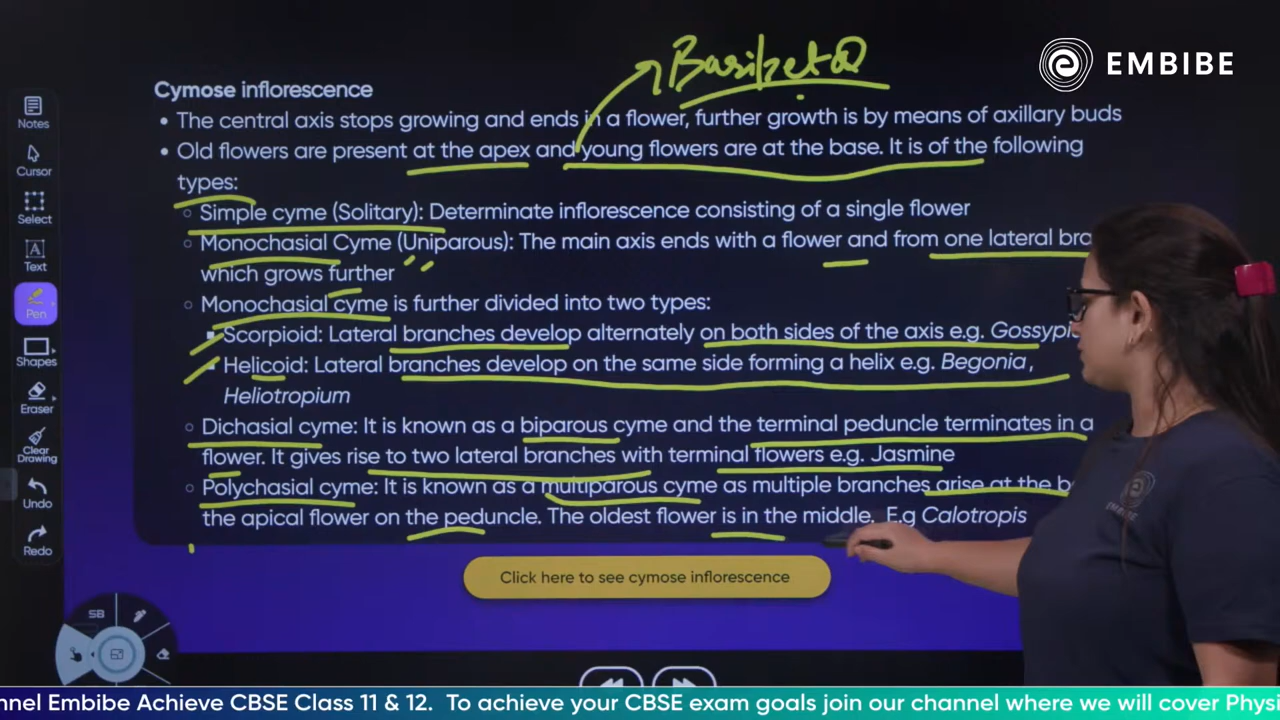 BasipetQ
EMBIBE
Cymose inflorescence
• The central axis stops growing and ends in a flower, further growth is by means of axillary buds
• Old flowers are present at the apex and young flowers are at the base. It is of the following
types:
Simple cyme (Solitary): Determinate inflorescence consisting of a single flower
Monochasial Cyme (Uniparous): The main axis ends with a flower and from one lateral bra
which grows further
Monochasial cyme is further divided into two types:
Scorpioid: Lateral branches develop alternately on both sides of the axis e.g. Gossypi
Helicoid: Lateral branches develop on the same side forming a helix e.g. Begonia,
Heliotropium
Dichasial cyme: It is known as a biparous cyme and the terminal peduncle terminates in a
flower. It gives rise to two lateral branches with terminal flowers e.g. Jasmine
Polychasial cyme: It is known as a multiparous cyme as multiple branches arise at the b
the apical flower on the peduncle. The oldest flower is in the middle. E.g Calotropis
Click here to see cymose inflorescence
Notes
Cursor
Select
Text
Pen
Shapes
Eraser
Clear
Drawing
Undo
Redo
SB
nnel Embibe Achieve CBSE Class 11 & 12. To achieve your CBSE exam goals join our channel where we will cover Physi